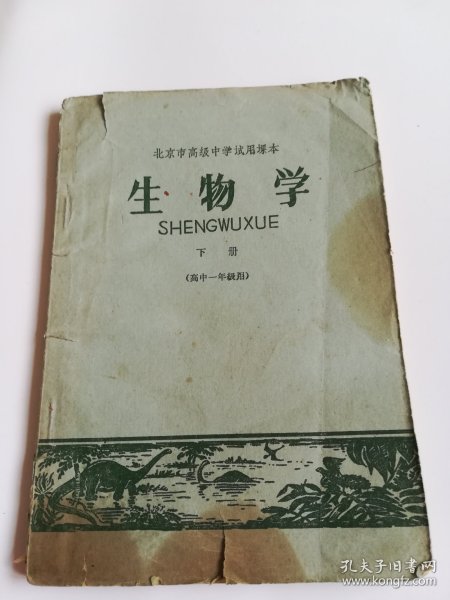 北京市高级中学试用课本
生物学
SHENGWUXUE
下册
(高中一年级用)
孔夫子旧书网
www.kongfz.com